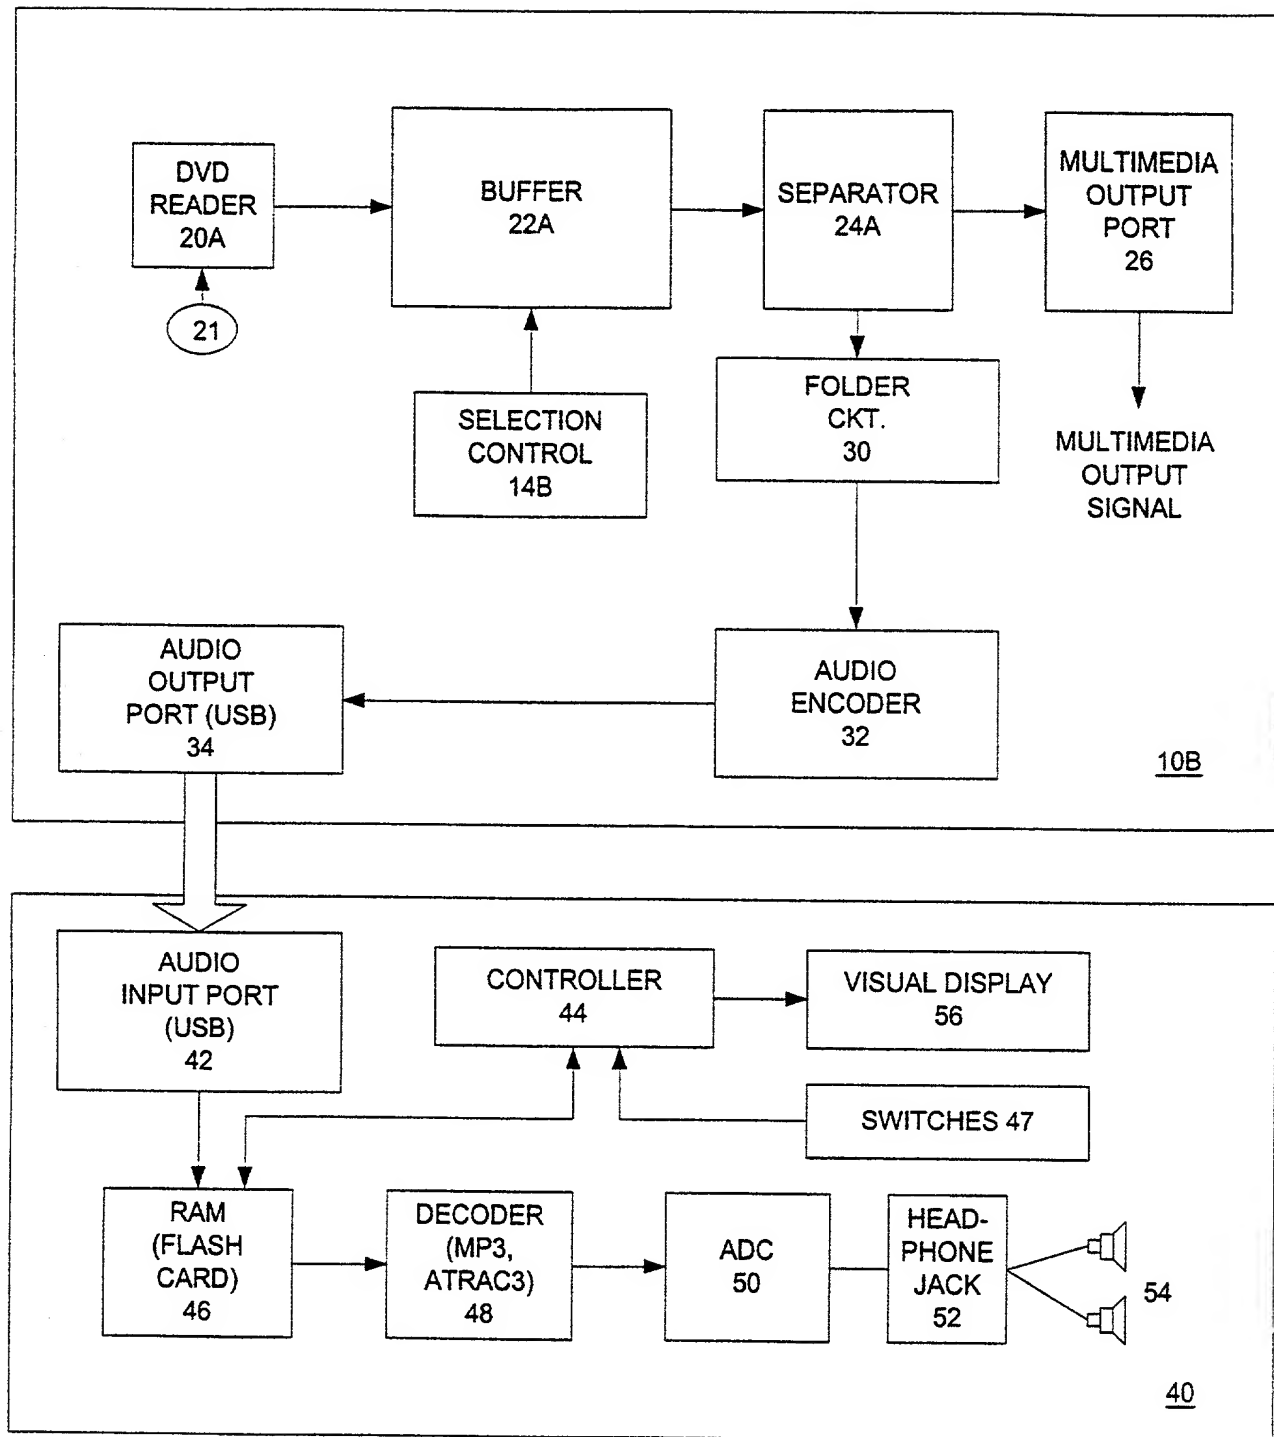 DVD
READER
20A
21
BUFFER
22A
SEPARATOR
24A
MULTIMEDIA
OUTPUT
PORT
26
SELECTION
CONTROL
14B
FOLDER
CKT.
30
MULTIMEDIA
OUTPUT
SIGNAL
AUDIO
OUTPUT
PORT (USB)
34
AUDIO
ENCODER
32
10B
AUDIO
INPUT PORT
(USB)
42
CONTROLLER
44
VISUAL DISPLAY
56
SWITCHES 47
RAM
(FLASH
CARD)
46
DECODER
(MP3,
ATRAC3)
48
ADC
50
HEAD-
PHONE
JACK
52
54
40